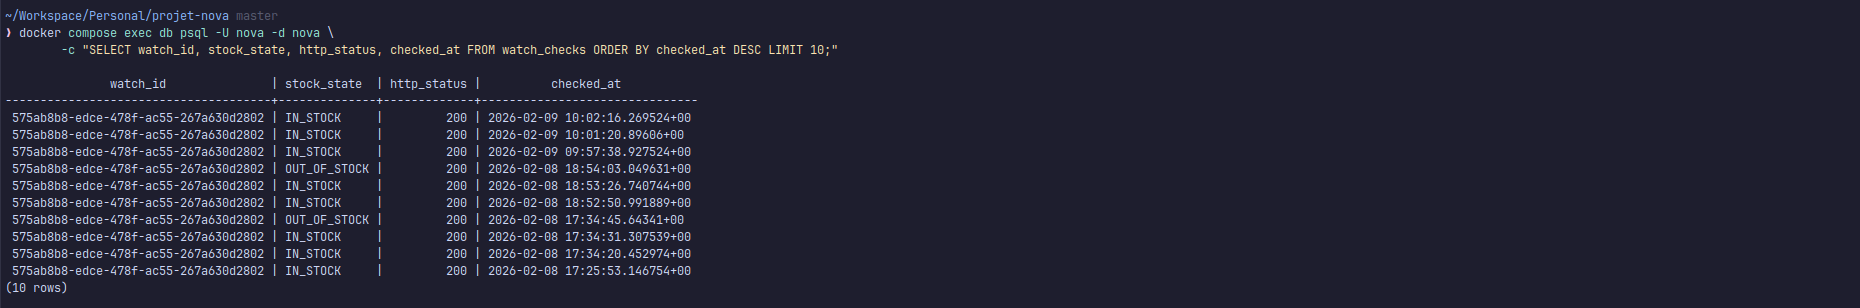 ~/Workspace/Personal/projet-nova master
❯ docker compose exec db psql -U nova -d nova \
        -c "SELECT watch_id, stock_state, http_status, checked_at FROM watch_checks ORDER BY checked_at DESC LIMIT 10;"
               watch_id               | stock_state  | http_status |          checked_at
--------------------------------------+--------------+-------------+-------------------------------
 575ab8b8-edce-478f-ac55-267a630d2802 | IN_STOCK     |         200 | 2026-02-09 10:02:16.269524+00
 575ab8b8-edce-478f-ac55-267a630d2802 | IN_STOCK     |         200 | 2026-02-09 10:01:20.89606+00
 575ab8b8-edce-478f-ac55-267a630d2802 | IN_STOCK     |         200 | 2026-02-09 09:57:38.927524+00
 575ab8b8-edce-478f-ac55-267a630d2802 | OUT_OF_STOCK |         200 | 2026-02-08 18:54:03.049631+00
 575ab8b8-edce-478f-ac55-267a630d2802 | IN_STOCK     |         200 | 2026-02-08 18:53:26.740744+00
 575ab8b8-edce-478f-ac55-267a630d2802 | IN_STOCK     |         200 | 2026-02-08 18:52:50.991889+00
 575ab8b8-edce-478f-ac55-267a630d2802 | OUT_OF_STOCK |         200 | 2026-02-08 17:34:45.64341+00
 575ab8b8-edce-478f-ac55-267a630d2802 | IN_STOCK     |         200 | 2026-02-08 17:34:31.307539+00
 575ab8b8-edce-478f-ac55-267a630d2802 | IN_STOCK     |         200 | 2026-02-08 17:34:20.452974+00
 575ab8b8-edce-478f-ac55-267a630d2802 | IN_STOCK     |         200 | 2026-02-08 17:25:53.146754+00
(10 rows)